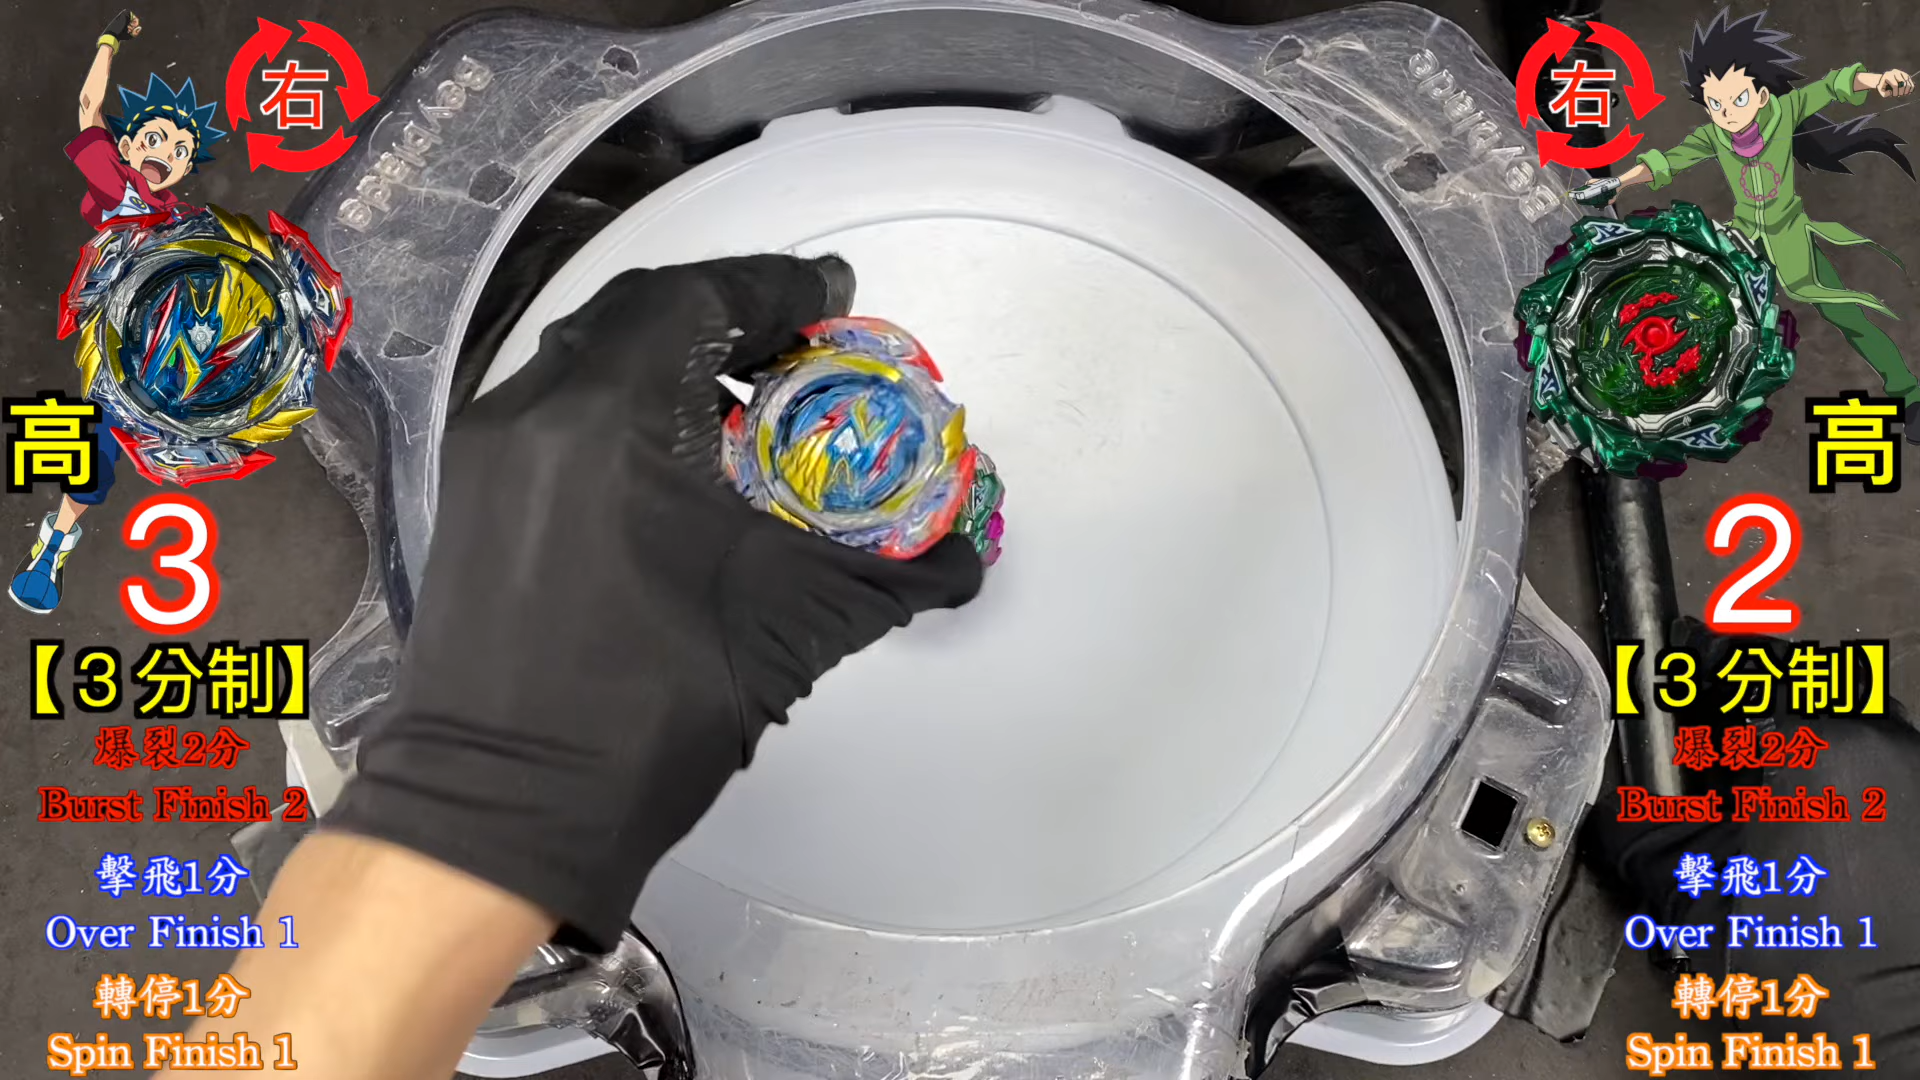 右
高
3
【3分制】
爆裂2分
Burst Finish 2
擊飛1分
Over Finish 1
轉停1分
Spin Finish 1
Beyblade
Beyblade
右
高
2
【3分制】
爆裂2分
Burst Finish 2
擊飛1分
Over Finish 1
轉停1分
Spin Finish 1